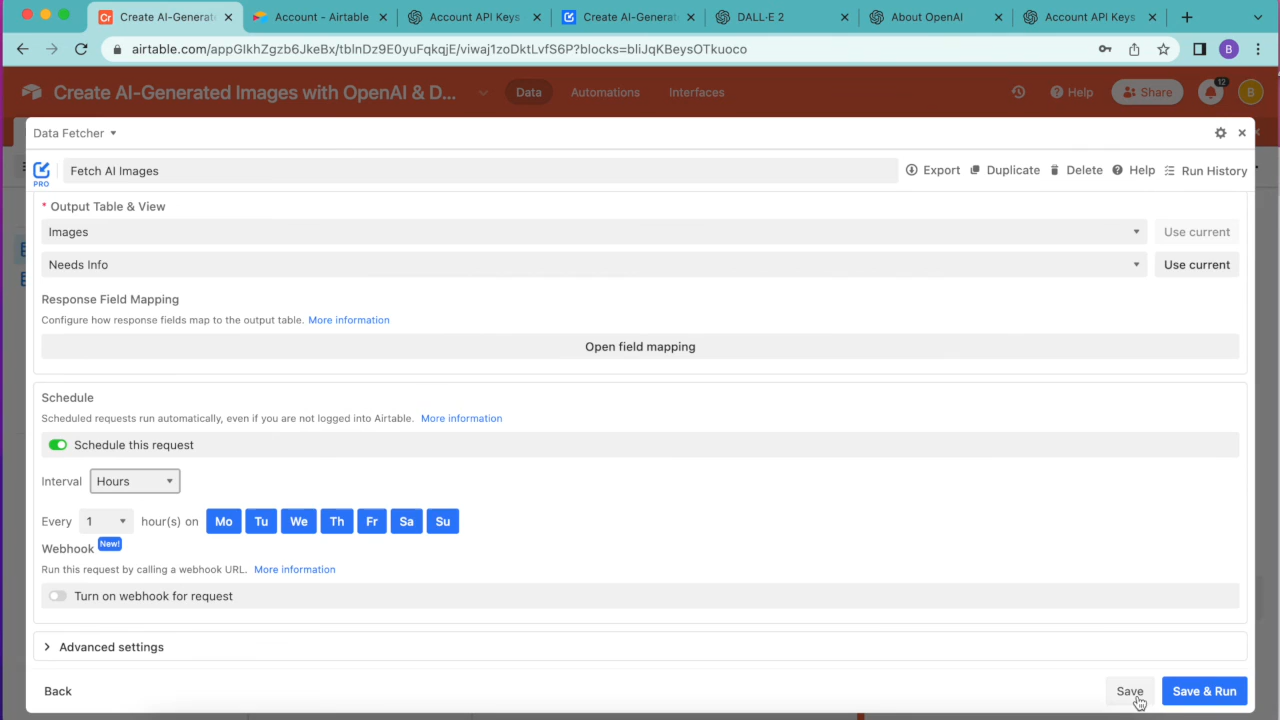 Cr Create AI-Generate
Account - Airtable
Account API Keys
Create AI-Generate
DALL·E 2
About OpenAI
Account API Keys
airtable.com/appGlkhZgzb6JkeBx/tblnDz9E0yuFqkqjE/viwaj1zoDktLvfS6P?blocks=bliJqKBeysOTkuoco
B
Create AI-Generated Images with OpenAI & D...
Data
Automations
Interfaces
Help
Share
12
B
Data Fetcher
PRO
Fetch AI Images
Export
Duplicate
Delete
Help
Run History
* Output Table & View
Images
Use current
Needs Info
Use current
Response Field Mapping
Configure how response fields map to the output table. More information
Open field mapping
Schedule
Scheduled requests run automatically, even if you are not logged into Airtable. More information
Schedule this request
Interval Hours
Every 1 hour(s) on Mo Tu We Th Fr Sa Su
Webhook New!
Run this request by calling a webhook URL. More information
Turn on webhook for request
Advanced settings
Back
Save
Save & Run